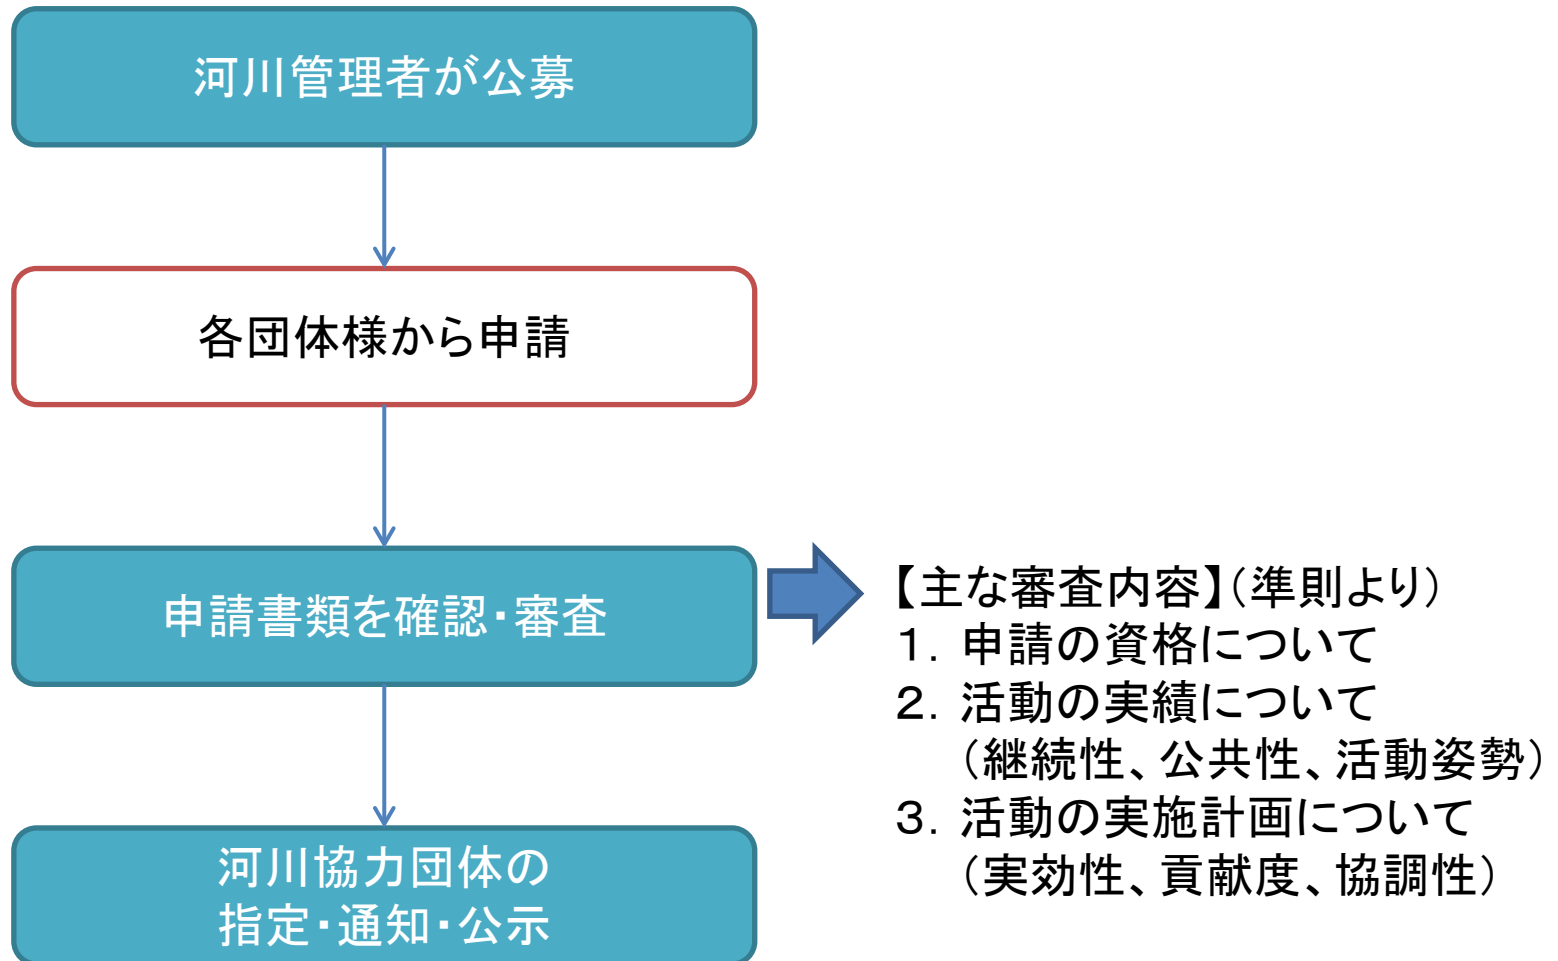 河川管理者が公募
各団体様から申請
申請書類を確認・審査
【主な審査内容】（準則より）
１．申請の資格について
２．活動の実績について
（継続性、公共性、活動姿勢）
３．活動の実施計画について
（実効性、貢献度、協調性）
河川協力団体の
指定・通知・公示